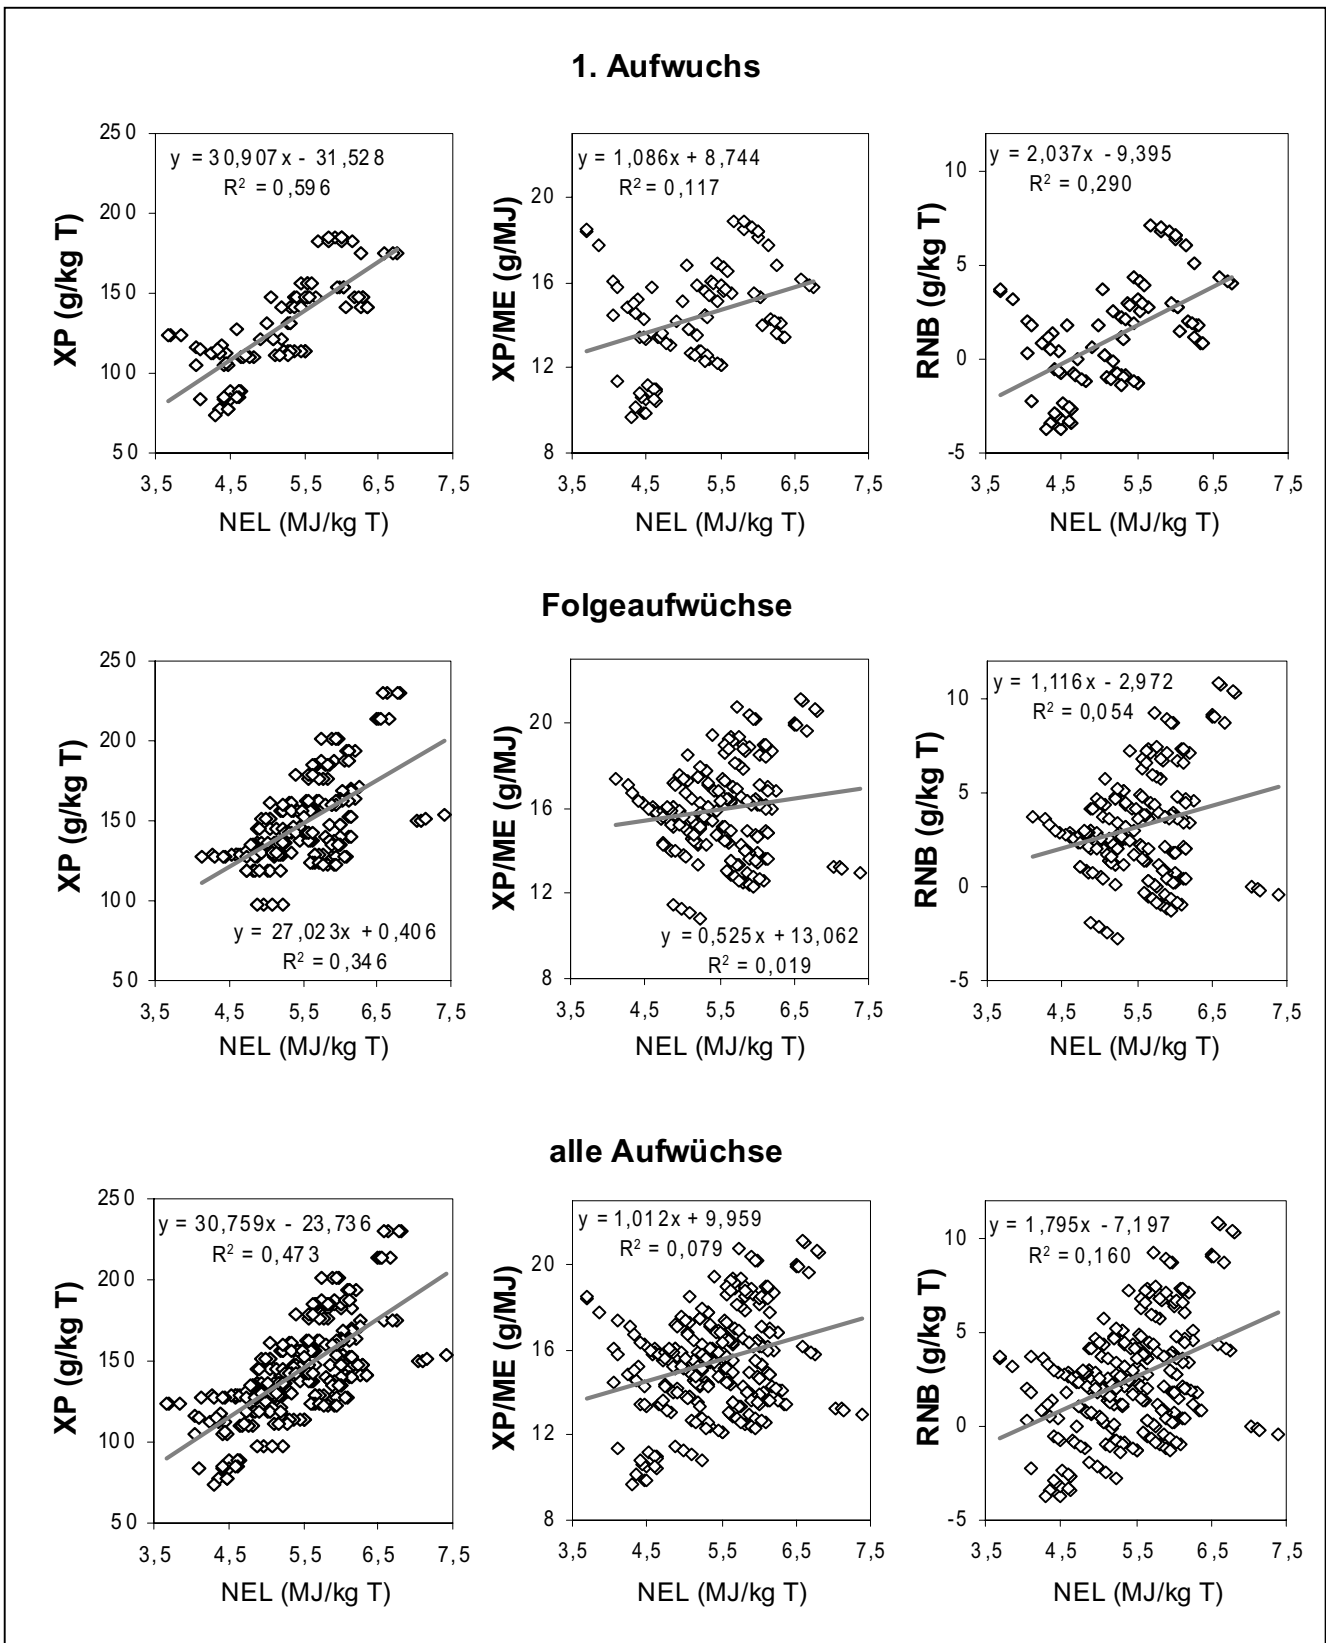 1. Aufwuchs
250
200
150
100
50
y = 30,907x - 31,528
R² = 0,596
XP (g/kg T)
3,5 4,5 5,5 6,5 7,5
NEL (MJ/kg T)
20
16
12
8
y = 1,086x + 8,744
R² = 0,117
XP/ME (g/MJ)
3,5 4,5 5,5 6,5 7,5
NEL (MJ/kg T)
10
5
0
-5
y = 2,037x - 9,395
R² = 0,290
RNB (g/kg T)
3,5 4,5 5,5 6,5 7,5
NEL (MJ/kg T)
Folgeaufwüchse
250
200
150
100
50
y = 27,023x + 0,406
R² = 0,346
XP (g/kg T)
3,5 4,5 5,5 6,5 7,5
NEL (MJ/kg T)
20
16
12
8
y = 0,525x + 13,062
R² = 0,019
XP/ME (g/MJ)
3,5 4,5 5,5 6,5 7,5
NEL (MJ/kg T)
10
5
0
-5
y = 1,116x - 2,972
R² = 0,054
RNB (g/kg T)
3,5 4,5 5,5 6,5 7,5
NEL (MJ/kg T)
alle Aufwüchse
250
200
150
100
50
y = 30,759x - 23,736
R² = 0,473
XP (g/kg T)
3,5 4,5 5,5 6,5 7,5
NEL (MJ/kg T)
20
16
12
8
y = 1,012x + 9,959
R² = 0,079
XP/ME (g/MJ)
3,5 4,5 5,5 6,5 7,5
NEL (MJ/kg T)
10
5
0
-5
y = 1,795x - 7,197
R² = 0,160
RNB (g/kg T)
3,5 4,5 5,5 6,5 7,5
NEL (MJ/kg T)